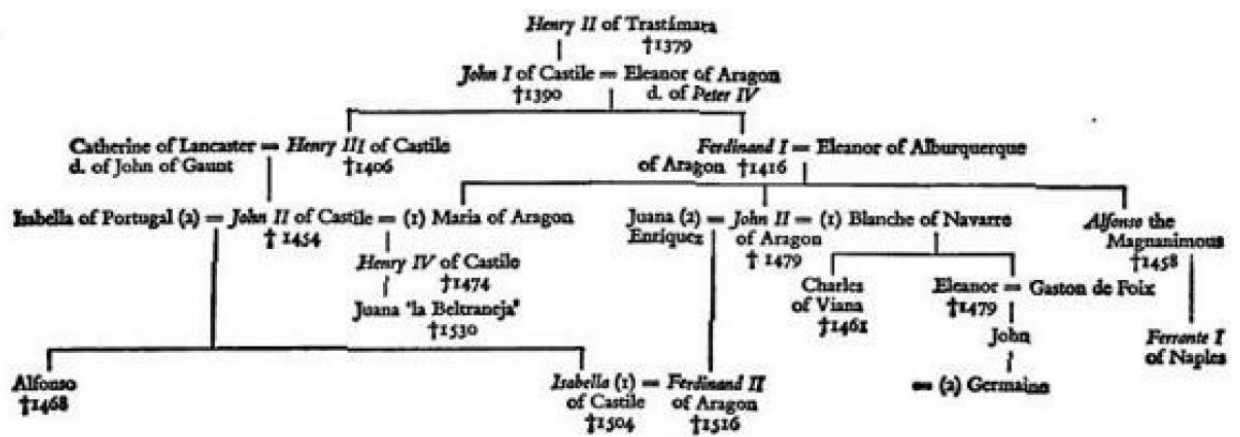 Henry II of Trastámara
†1379
John I of Castile = Eleanor of Aragon
†1390 d. of Peter IV
Catherine of Lancaster = Henry III of Castile
d. of John of Gaunt †1406
Ferdinand I = Eleanor of Alburquerque
of Aragon †1416
Isabella of Portugal (2) = John II of Castile = (1) Maria of Aragon
† 1454
Juana (2) = John II = (1) Blanche of Navarre
Enríquez of Aragon
† 1479
Alfonso the
Magnanimous
†1458
Henry IV of Castile
†1474
Juana 'la Beltraneja'
†1530
Charles
of Viana
†1461
Eleanor = Gaston de Foix
†1479
John
Ferrante I
of Naples
Alfonso
†1468
Isabella (1) = Ferdinand II
of Castile of Aragon
†1504 †1516
= (2) Germaine